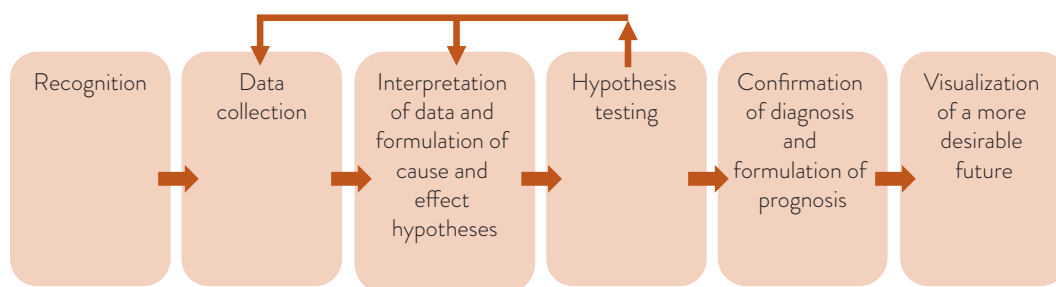 Recognition
Data
collection
Interpretation
of data and
formulation of
cause and
effect
hypotheses
Hypothesis
testing
Confirmation
of diagnosis
and
formulation of
prognosis
Visualization
of a more
desirable
future